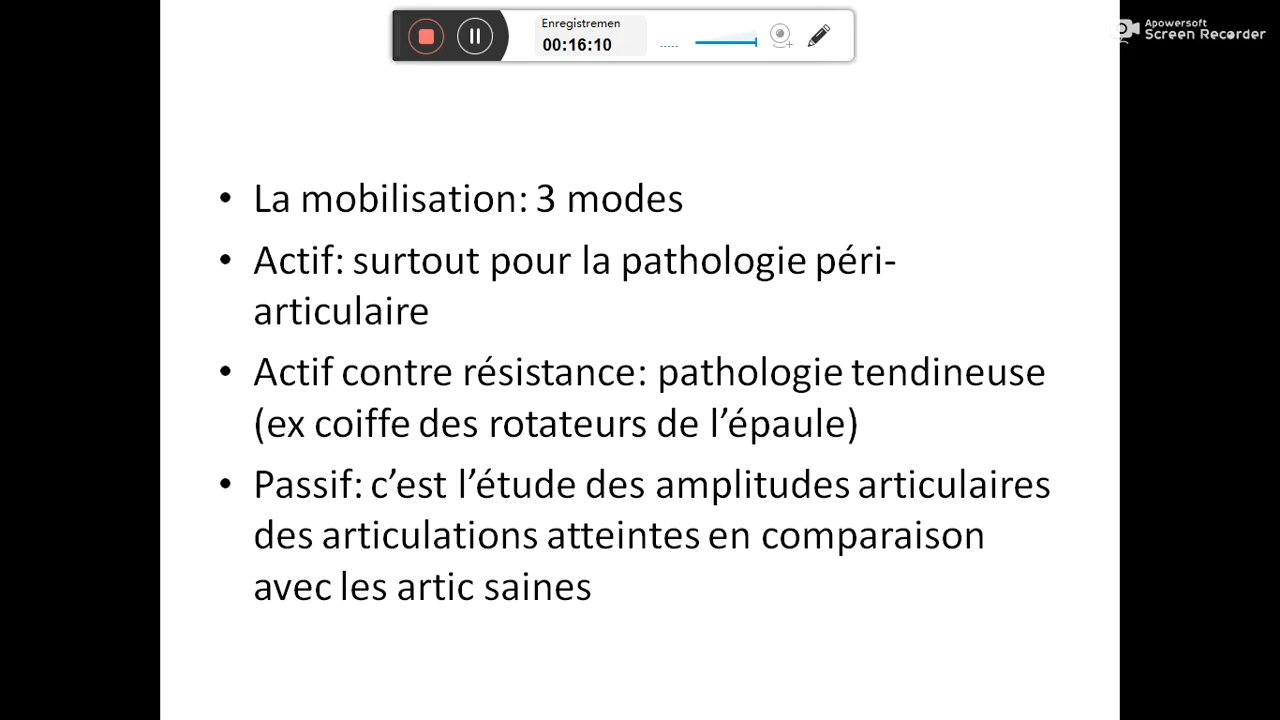 Enregistremen
00:16:10
Apowersoft
Screen Recorder
• La mobilisation: 3 modes
• Actif: surtout pour la pathologie péri-
articulaire
• Actif contre résistance: pathologie tendineuse
(ex coiffe des rotateurs de l’épaule)
• Passif: c’est l’étude des amplitudes articulaires
des articulations atteintes en comparaison
avec les artic saines